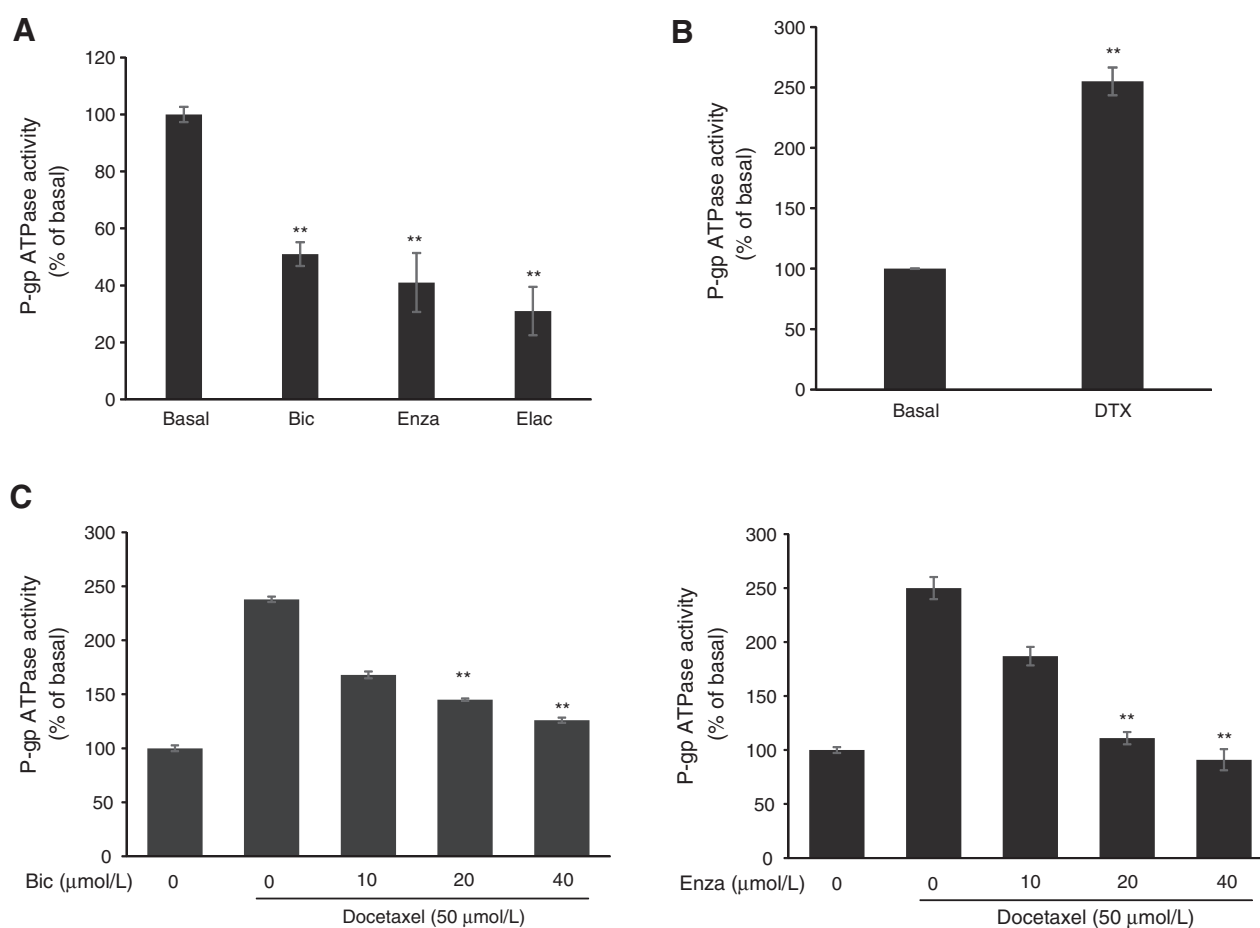 A
P-gp ATPase activity
(% of basal)
120
100
80
60
40
20
0
**
**
**
Basal Bic Enza Elac
B
P-gp ATPase activity
(% of basal)
300
250
200
150
100
50
0
**
Basal DTX
C
P-gp ATPase activity
(% of basal)
300
250
200
150
100
50
0
**
**
Bic (μmol/L) 0 0 10 20 40
Docetaxel (50 μmol/L)
P-gp ATPase activity
(% of basal)
300
250
200
150
100
50
0
**
**
Enza (μmol/L) 0 0 10 20 40
Docetaxel (50 μmol/L)